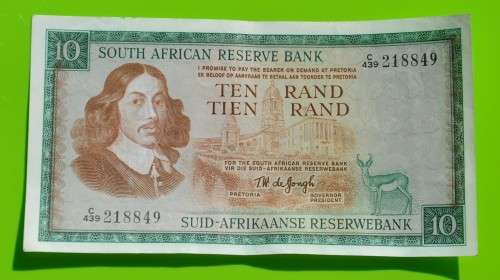 10
SOUTH AFRICAN RESERVE BANK
C/439 218849
I PROMISE TO PAY THE BEARER ON DEMAND AT PRETORIA
EK BELOOF OM AANVRAAG TE BETAAL AAN TOONDER TE PRETORIA
TEN RAND
TIEN RAND
FOR THE SOUTH AFRICAN RESERVE BANK
VIR DIE SUID-AFRIKAANSE RESERWEBANK
T.W. de Jongh
PRETORIA
GOVERNOR
PRESIDENT
C/439 218849
SUID-AFRIKAANSE RESERWEBANK
10